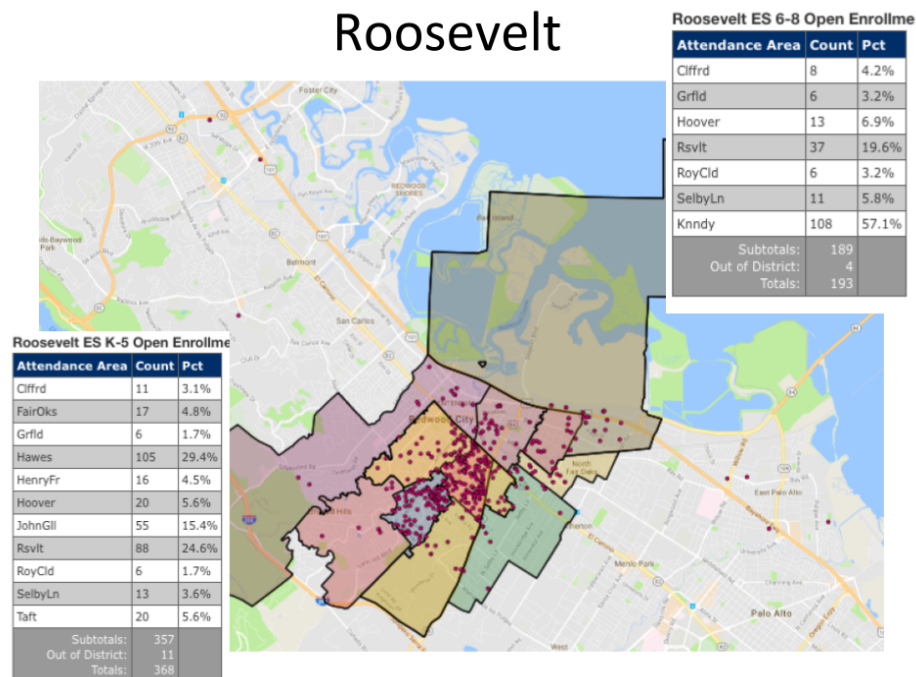 Roosevelt
Roosevelt ES 6-8 Open Enrollme
Attendance Area Count Pct
Clffrd 8 4.2%
Grfld 6 3.2%
Hoover 13 6.9%
Rsvlt 37 19.6%
RoyCld 6 3.2%
SelbyLn 11 5.8%
Knndy 108 57.1%
Subtotals: 189
Out of District: 4
Totals: 193
Foster City
REDWOOD
SHORES
Bair Island
Belmont
El Camino
San Carlos
Redwood City
North
Fair Oaks
East Palo Alto
Menlo Park
Palo Alto
West
Roosevelt ES K-5 Open Enrollme
Attendance Area Count Pct
Clffrd 11 3.1%
FairOks 17 4.8%
Grfld 6 1.7%
Hawes 105 29.4%
HenryFr 16 4.5%
Hoover 20 5.6%
JohnGll 55 15.4%
Rsvlt 88 24.6%
RoyCld 6 1.7%
SelbyLn 13 3.6%
Taft 20 5.6%
Subtotals: 357
Out of District: 11
Totals: 368